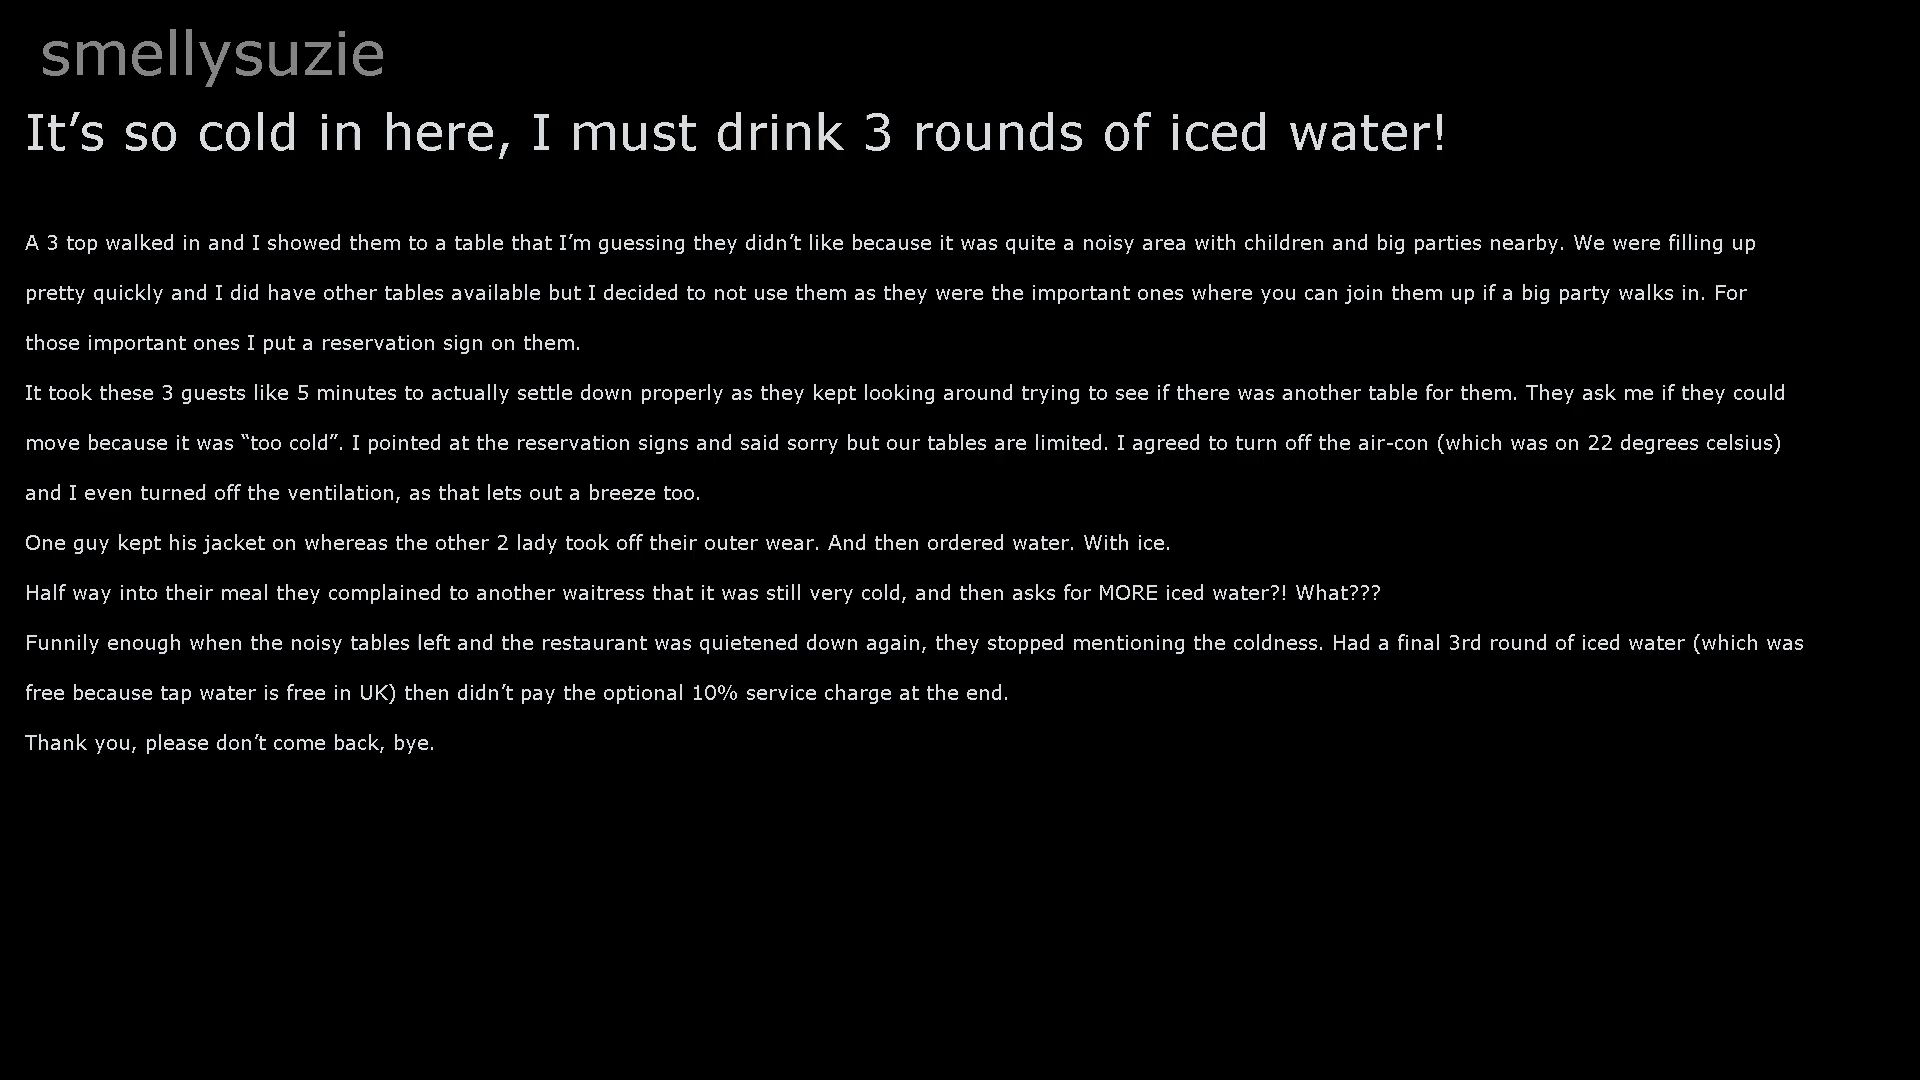 smellysuzie
It’s so cold in here, I must drink 3 rounds of iced water!
A 3 top walked in and I showed them to a table that I’m guessing they didn’t like because it was quite a noisy area with children and big parties nearby. We were filling up
pretty quickly and I did have other tables available but I decided to not use them as they were the important ones where you can join them up if a big party walks in. For
those important ones I put a reservation sign on them.
It took these 3 guests like 5 minutes to actually settle down properly as they kept looking around trying to see if there was another table for them. They ask me if they could
move because it was “too cold”. I pointed at the reservation signs and said sorry but our tables are limited. I agreed to turn off the air-con (which was on 22 degrees celsius)
and I even turned off the ventilation, as that lets out a breeze too.
One guy kept his jacket on whereas the other 2 lady took off their outer wear. And then ordered water. With ice.
Half way into their meal they complained to another waitress that it was still very cold, and then asks for MORE iced water?! What???
Funnily enough when the noisy tables left and the restaurant was quietened down again, they stopped mentioning the coldness. Had a final 3rd round of iced water (which was
free because tap water is free in UK) then didn’t pay the optional 10% service charge at the end.
Thank you, please don’t come back, bye.